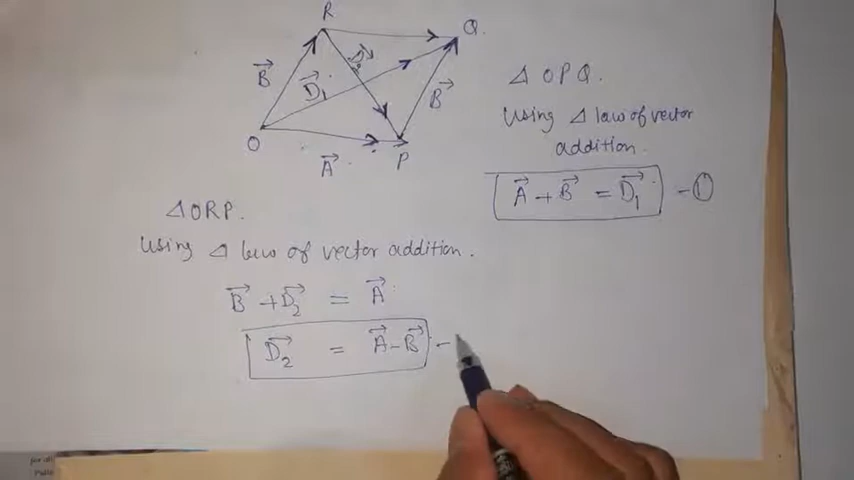 R
Q.
B⃗
D⃗₁
D⃗₂
B⃗
O
A⃗
P
△ OPQ.
Using △ law of vector
addition.
A⃗ + B⃗ = D⃗₁ - ①
△ORP.
Using △ law of vector addition.
B⃗ + D⃗₂ = A⃗
D⃗₂ = A⃗ - B⃗ -